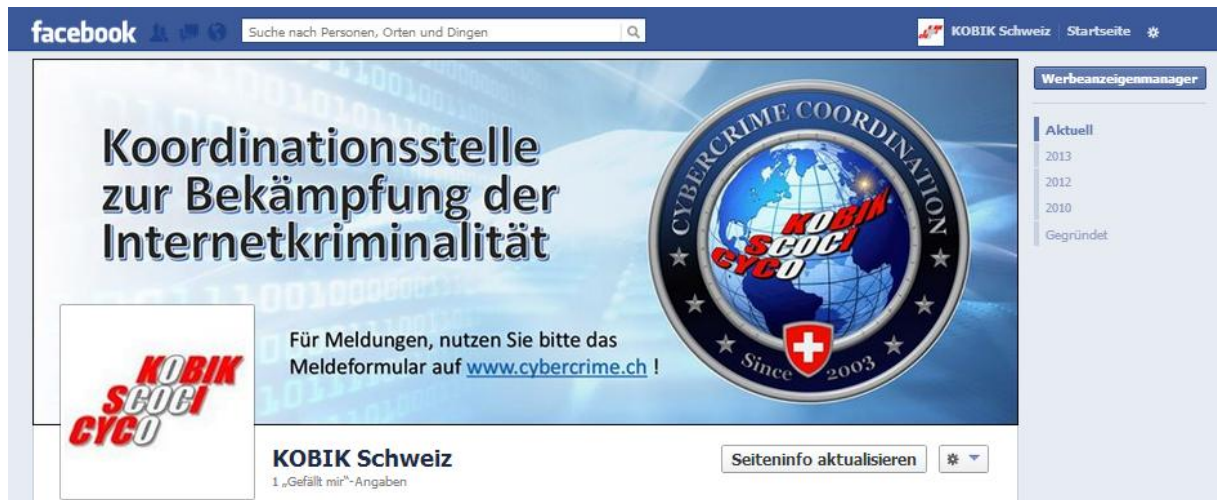 facebook
Suche nach Personen, Orten und Dingen
KOBIK Schweiz Startseite
Koordinationsstelle
zur Bekämpfung der
Internetkriminalität
Für Meldungen, nutzen Sie bitte das
Meldeformular auf www.cybercrime.ch !
CYBERCRIME COORDINATION
KOBIK
SCOCI
CYCO
Since 2003
KOBIK
SCOCI
CYCO
KOBIK Schweiz
1 „Gefällt mir“-Angaben
Seiteninfo aktualisieren
Werbeanzeigenmanager
Aktuell
2013
2012
2010
Gegründet